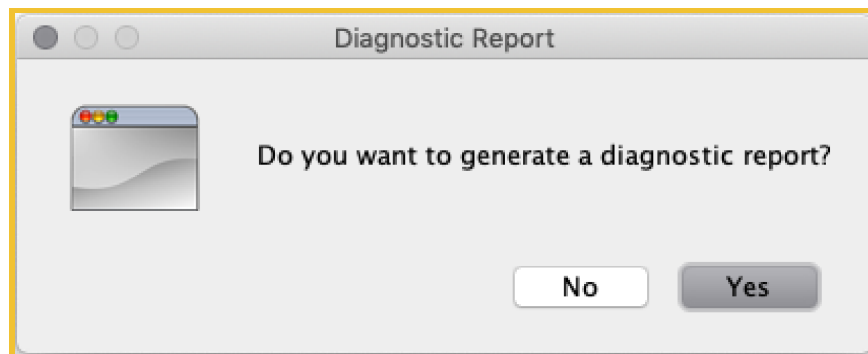 Diagnostic Report
Do you want to generate a diagnostic report?
No Yes